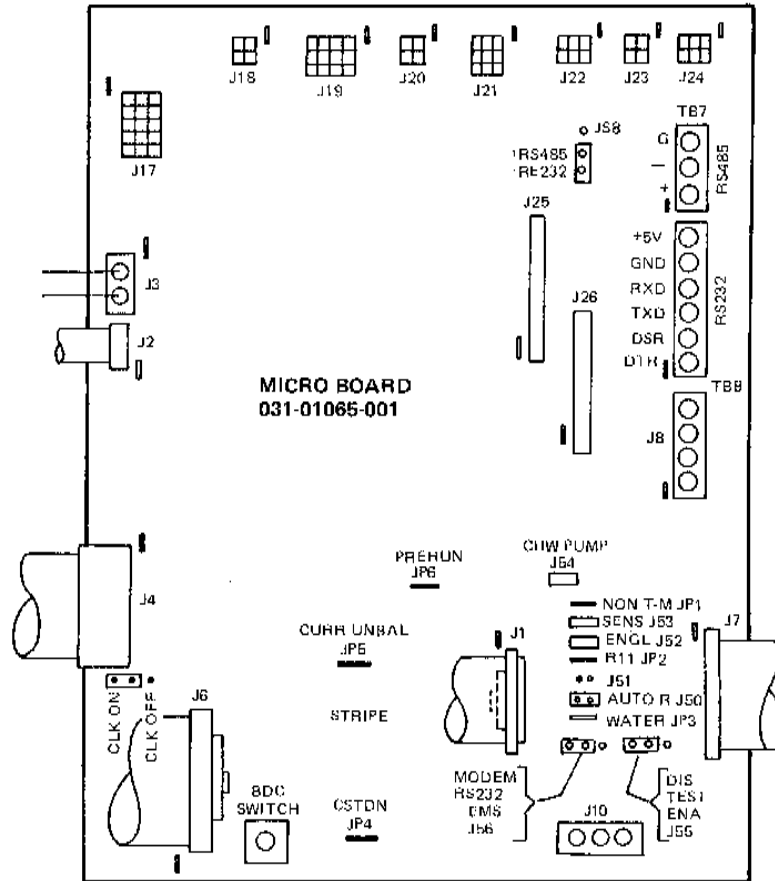 J18
J19
J20
J21
J22
J23
J24
J17
JS8
RS485
RE232
TB7
G
—
+
RS485
J25
J3
J2
+5V
GND
RXD
TXD
DSR
DTR
RS232
J26
MICRO BOARD
031-01065-001
TB8
J8
J4
PREHUN
JP6
CHW PUMP
J54
NON T-M JP1
SENS J53
ENGL J52
R11 JP2
J51
AUTO R J50
WATER JP3
J7
J1
CURR UNBAL
JP5
CLK ON
CLK OFF
J6
STRIPE
BDC
SWITCH
CSTDN
JP4
MODEM
RS232
EMS
J56
J10
DIS
TEST
ENA
J55